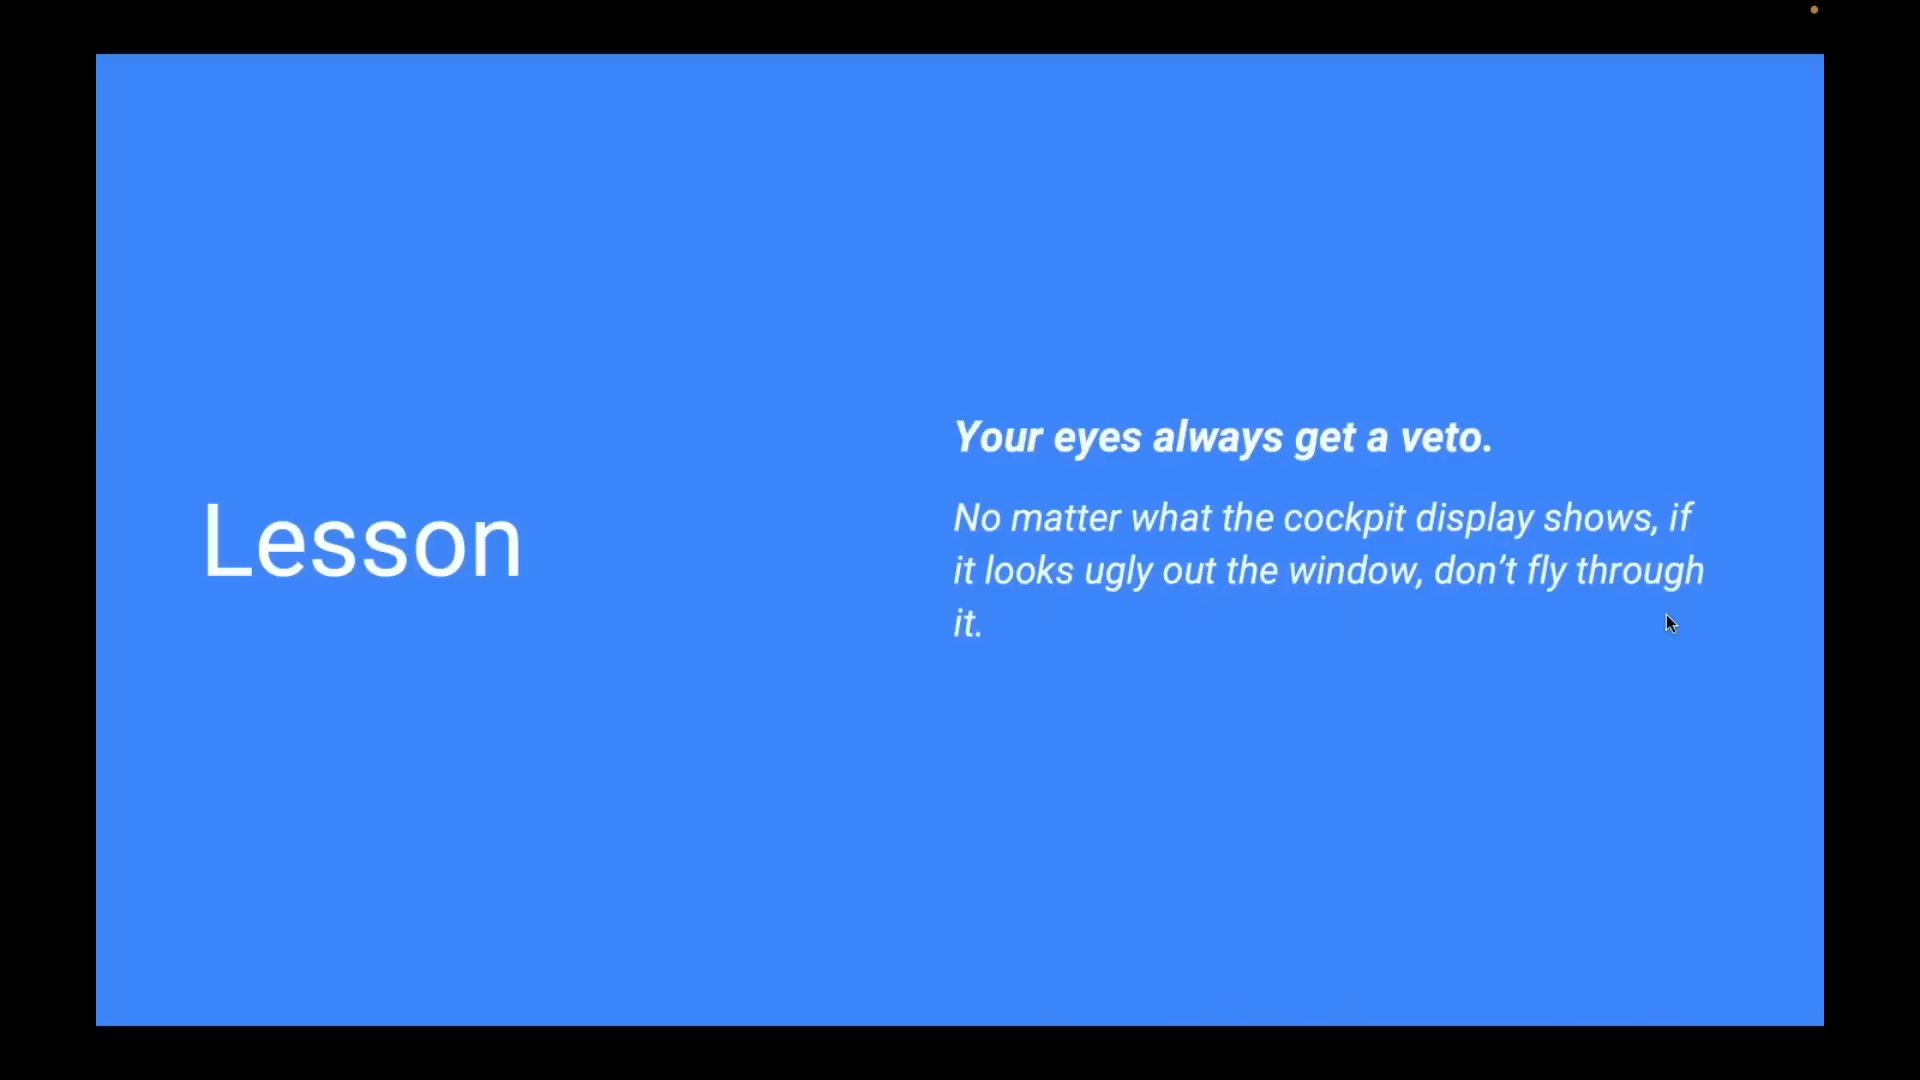 Lesson
Your eyes always get a veto.
No matter what the cockpit display shows, if
it looks ugly out the window, don’t fly through
it.